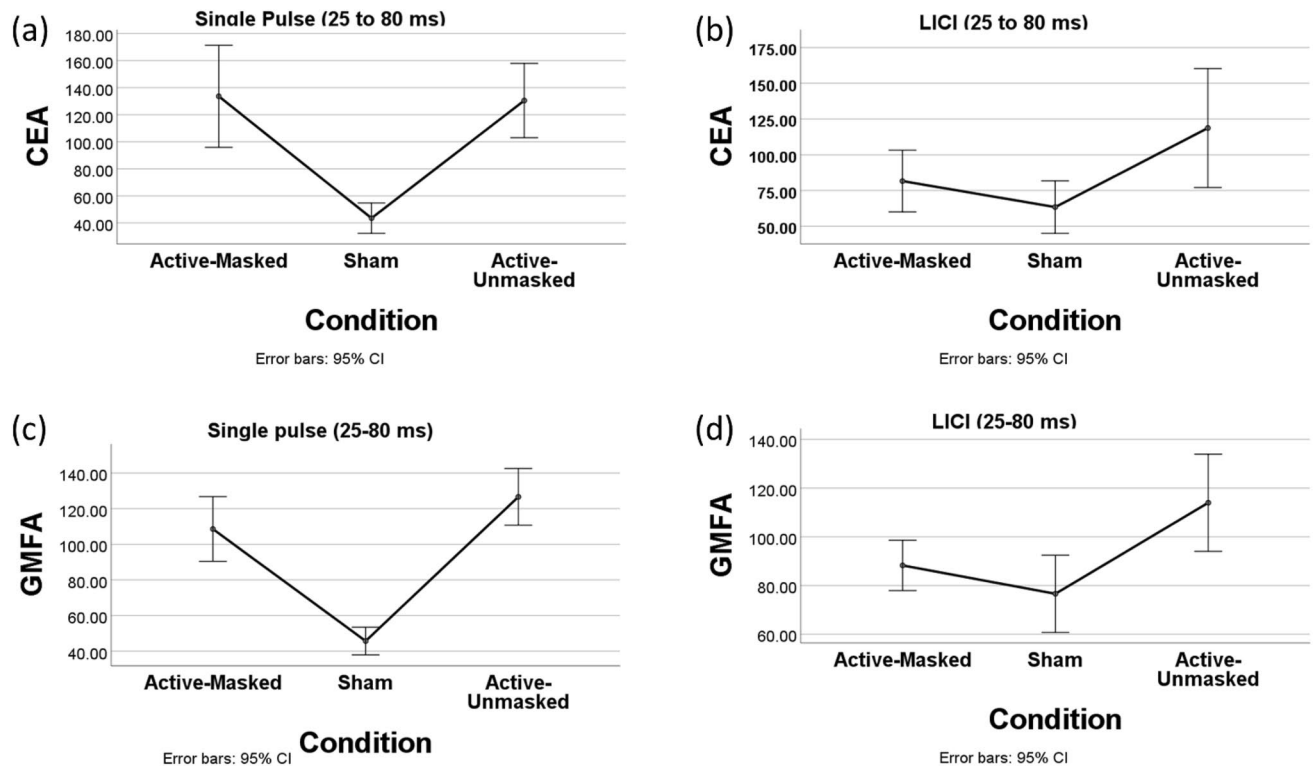 (a)
Single Pulse (25 to 80 ms)
CEA
180.00
160.00
140.00
120.00
100.00
80.00
60.00
40.00
Active-Masked
Sham
Active-
Unmasked
Condition
Error bars: 95% CI
(b)
LICI (25 to 80 ms)
CEA
175.00
150.00
125.00
100.00
75.00
50.00
Active-Masked
Sham
Active-
Unmasked
Condition
Error bars: 95% CI
(c)
Single pulse (25-80 ms)
GMFA
140.00
120.00
100.00
80.00
60.00
40.00
Active-Masked
Sham
Active-
Unmasked
Condition
Error bars: 95% CI
(d)
LICI (25-80 ms)
GMFA
140.00
120.00
100.00
80.00
60.00
Active-Masked
Sham
Active-
Unmasked
Condition
Error bars: 95% CI